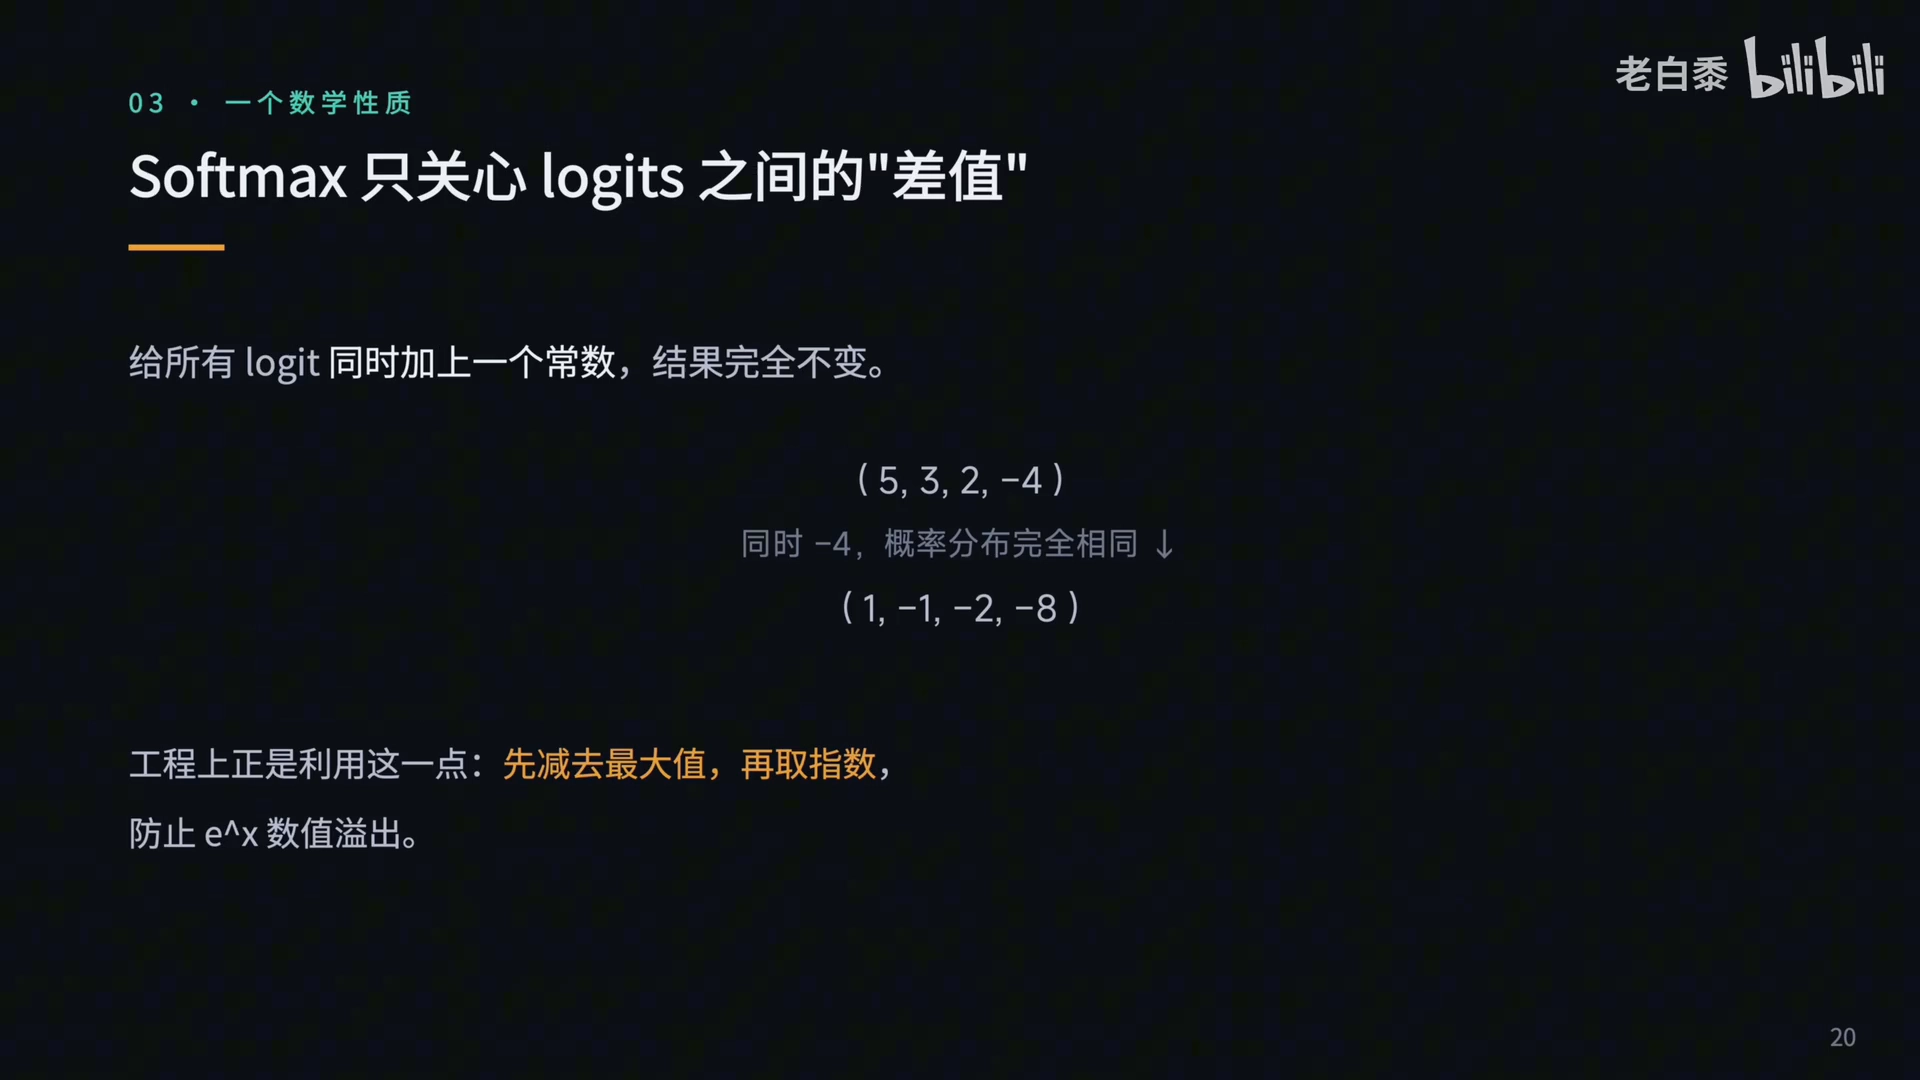 老白黍 bilibili
03 · 一个数学性质
Softmax 只关心 logits 之间的"差值"
给所有 logit 同时加上一个常数，结果完全不变。
( 5, 3, 2, −4 )
同时 −4，概率分布完全相同 ↓
( 1, −1, −2, −8 )
工程上正是利用这一点：先减去最大值，再取指数，
防止 e^x 数值溢出。
20